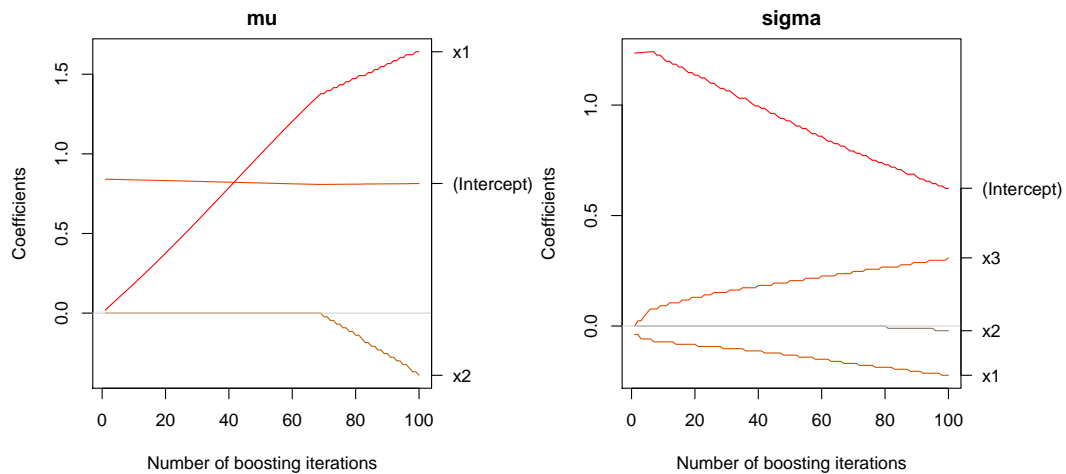 mu
Coefficients
1.5
1.0
0.5
0.0
x1
(Intercept)
x2
0 20 40 60 80 100
Number of boosting iterations
sigma
Coefficients
1.0
0.5
0.0
(Intercept)
x3
x2
x1
0 20 40 60 80 100
Number of boosting iterations